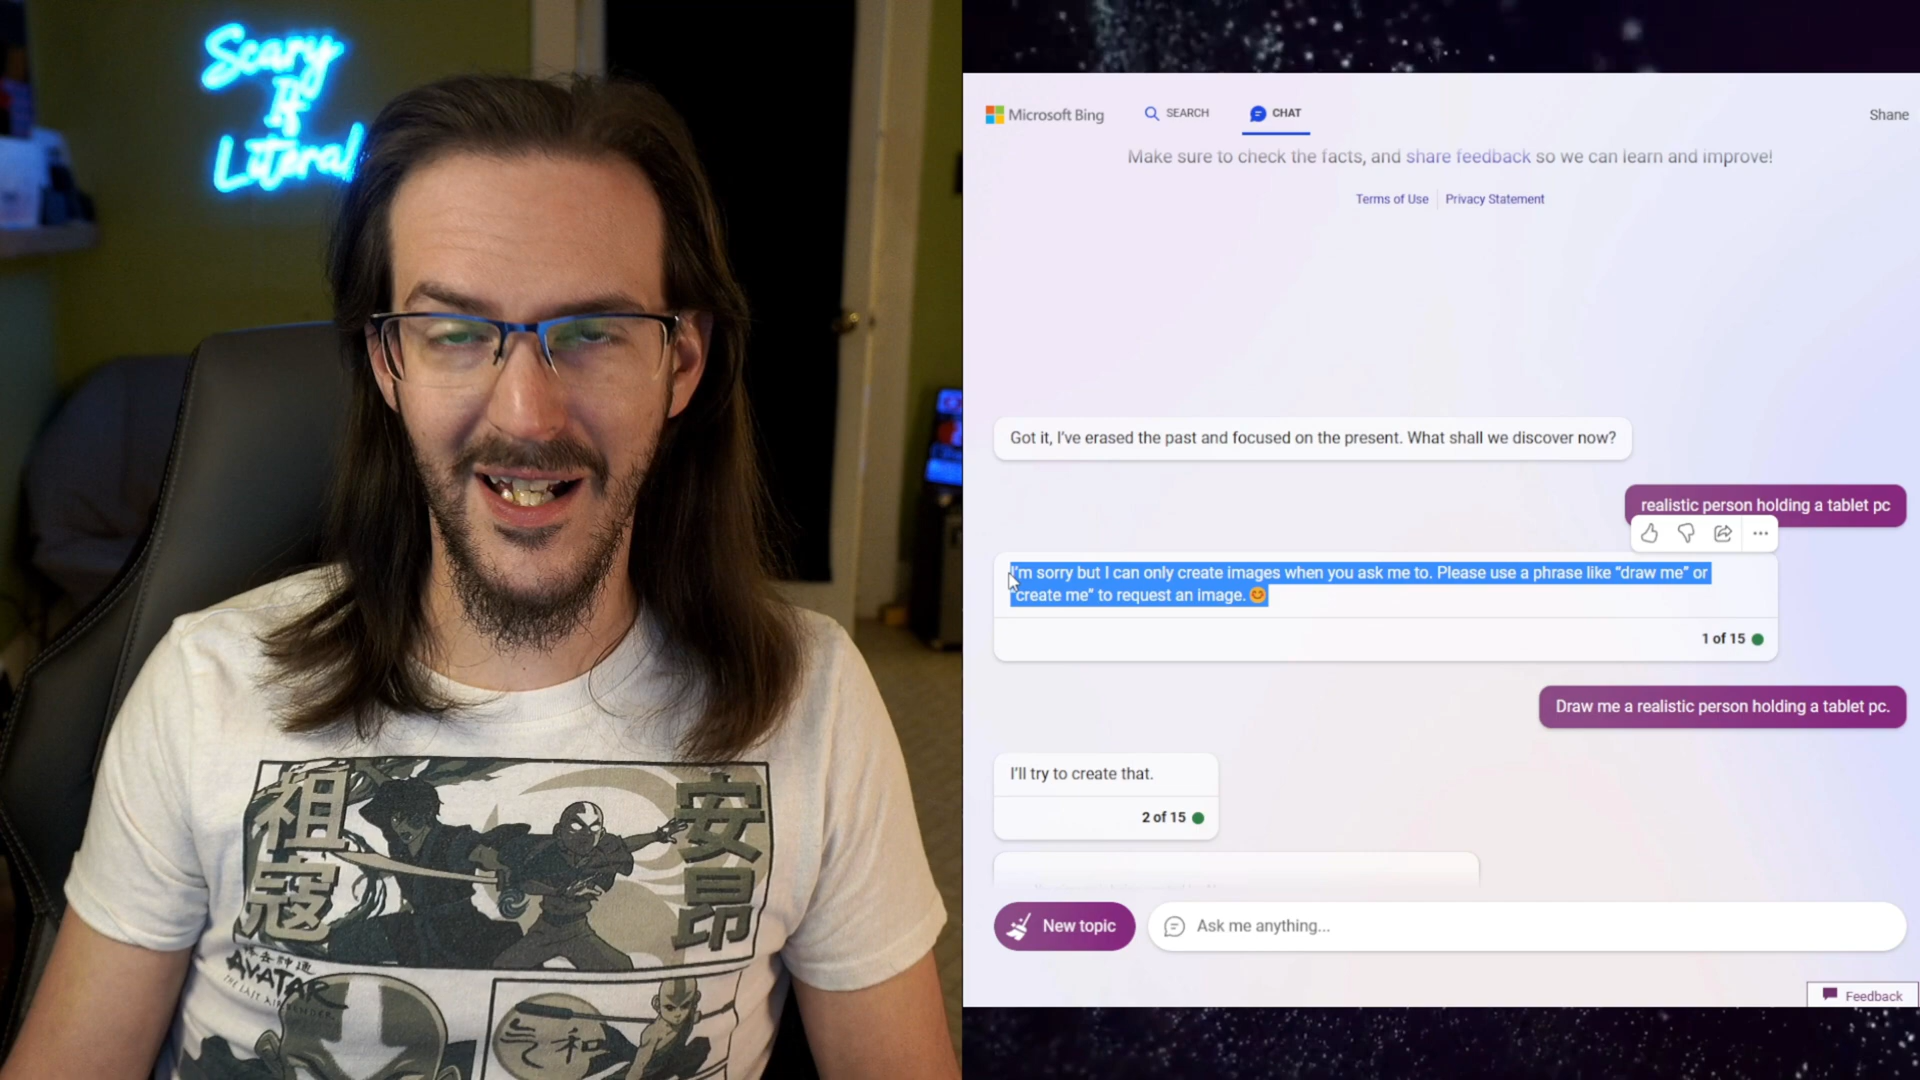 Scary
It
Literal
祖
寇
安
昂
AVATAR
THE LAST AIRBENDER
气和
Microsoft Bing
SEARCH
CHAT
Shane
Make sure to check the facts, and share feedback so we can learn and improve!
Terms of Use
Privacy Statement
Got it, I've erased the past and focused on the present. What shall we discover now?
realistic person holding a tablet pc
I'm sorry but I can only create images when you ask me to. Please use a phrase like “draw me” or
“create me” to request an image. 😊
1 of 15
Draw me a realistic person holding a tablet pc.
I'll try to create that.
2 of 15
New topic
Ask me anything...
Feedback